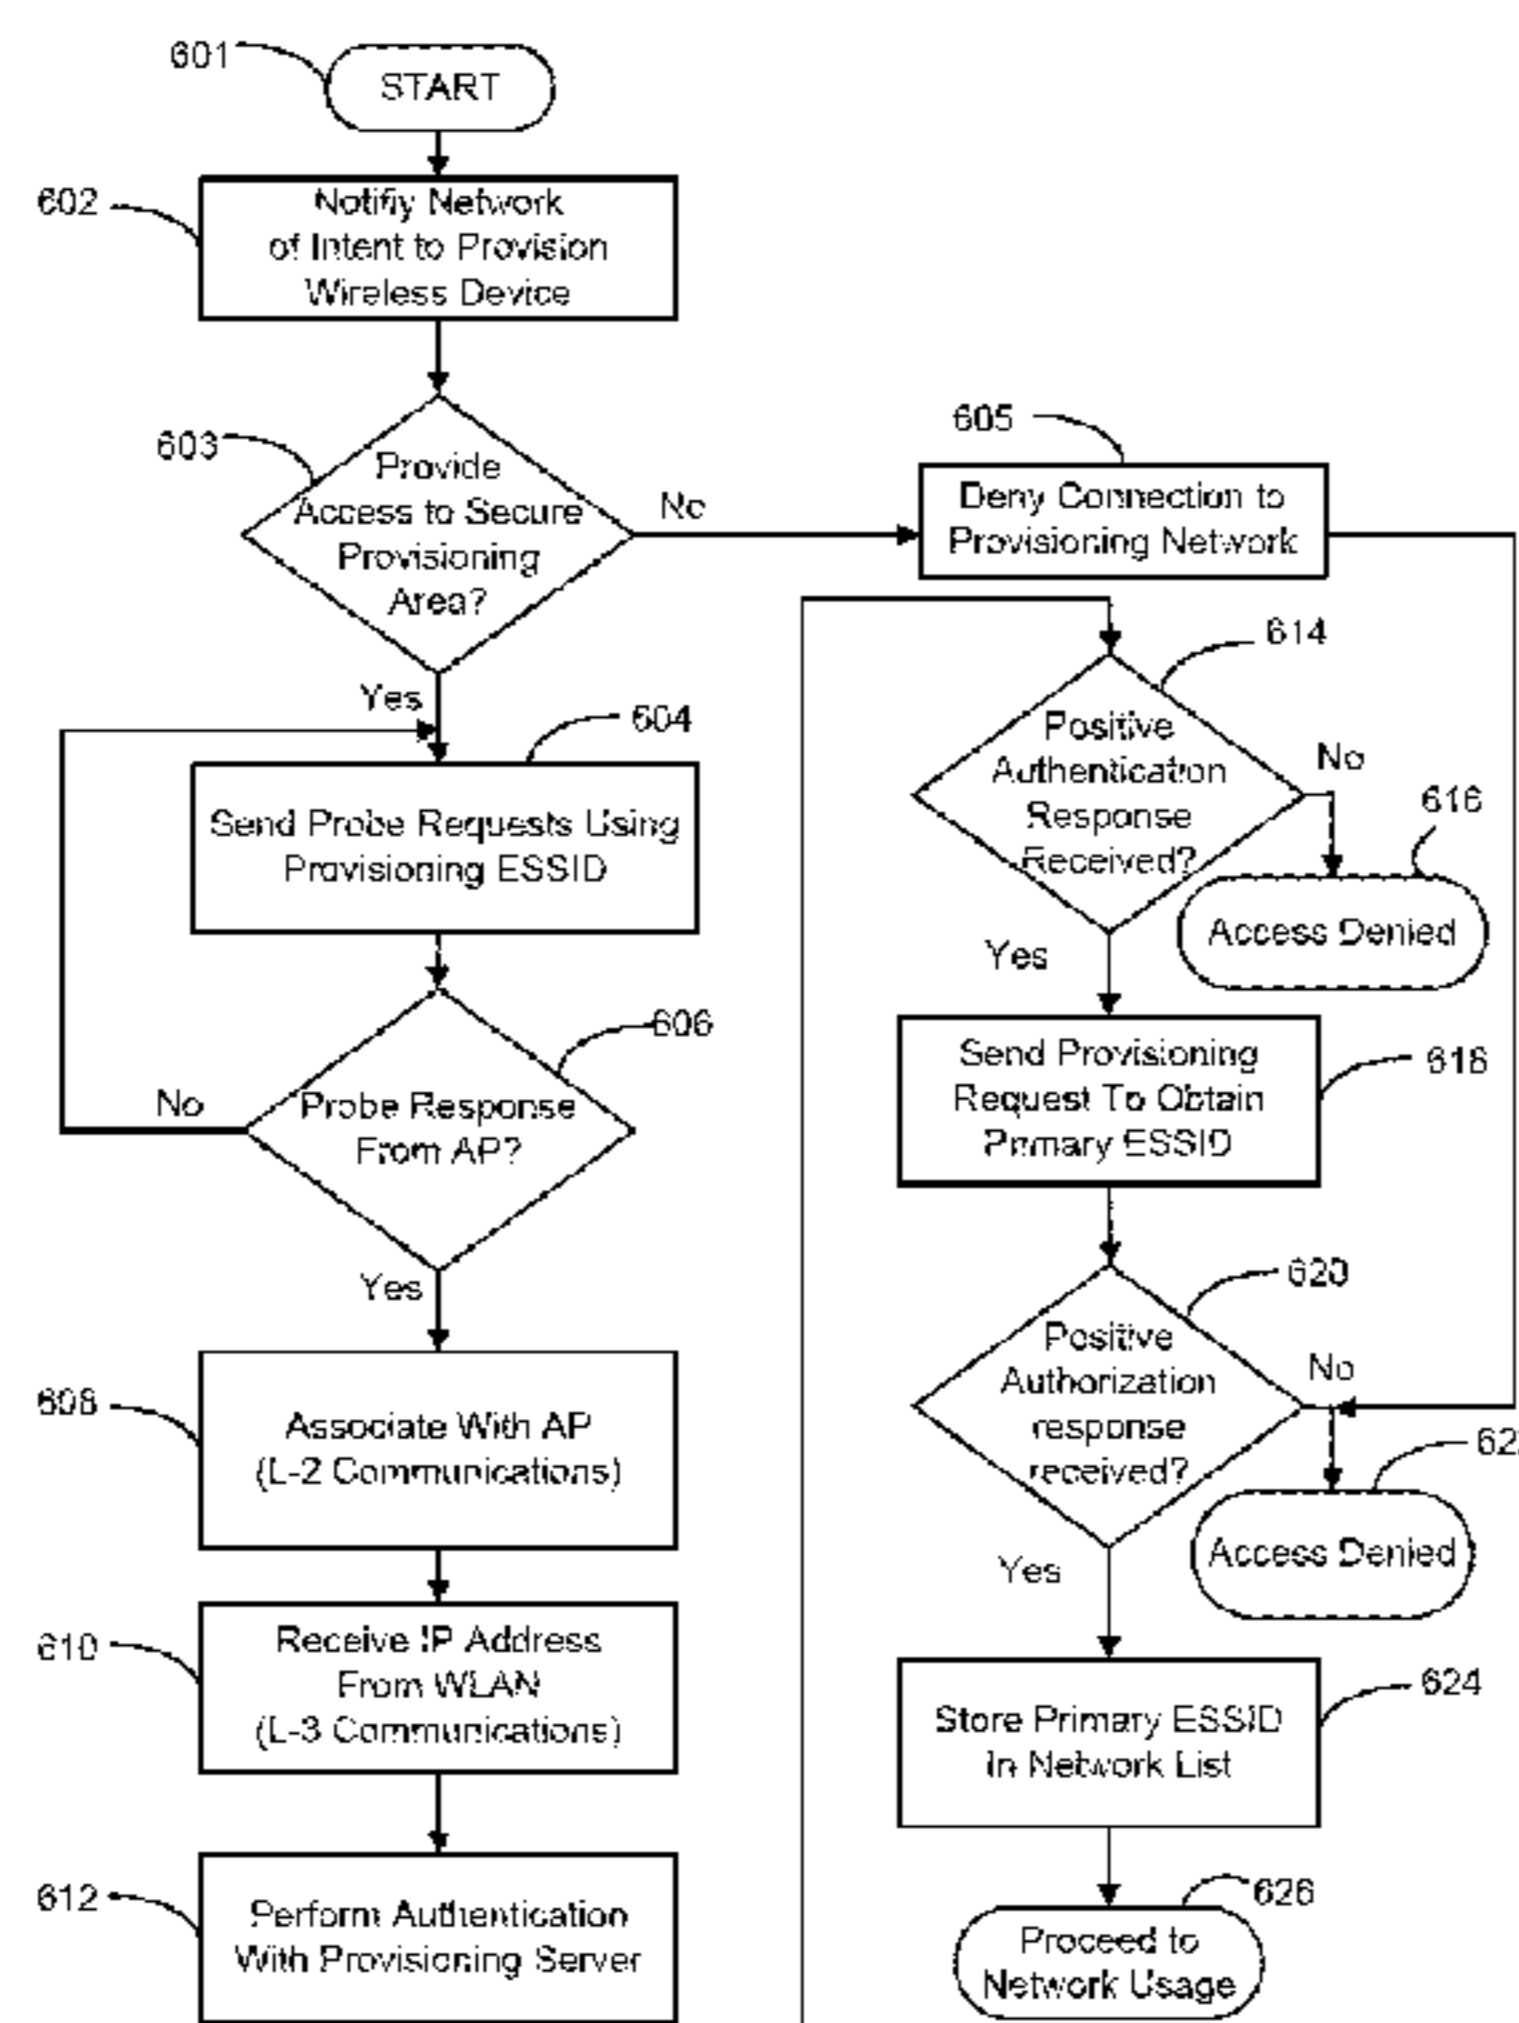 601
START
602
Notifiy Network
of Intent to Provision
Wireless Device
603
Provide
Access to Secure
Provisioning
Area?
No
Yes
605
Deny Connection to
Provisioning Network
604
Send Probe Requests Using
Provisioning ESSID
606
Probe Response
From AP?
No
Yes
608
Associate With AP
(L-2 Communications)
610
Receive IP Address
From WLAN
(L-3 Communications)
612
Perform Authentication
With Provisioning Server
614
Positive
Authentication
Response
Received?
No
616
Access Denied
Yes
618
Send Provisioning
Request To Obtain
Primary ESSID
620
Positive
Authorization
response
received?
No
Access Denied
Yes
624
Store Primary ESSID
In Network List
626
Proceed to
Network Usage